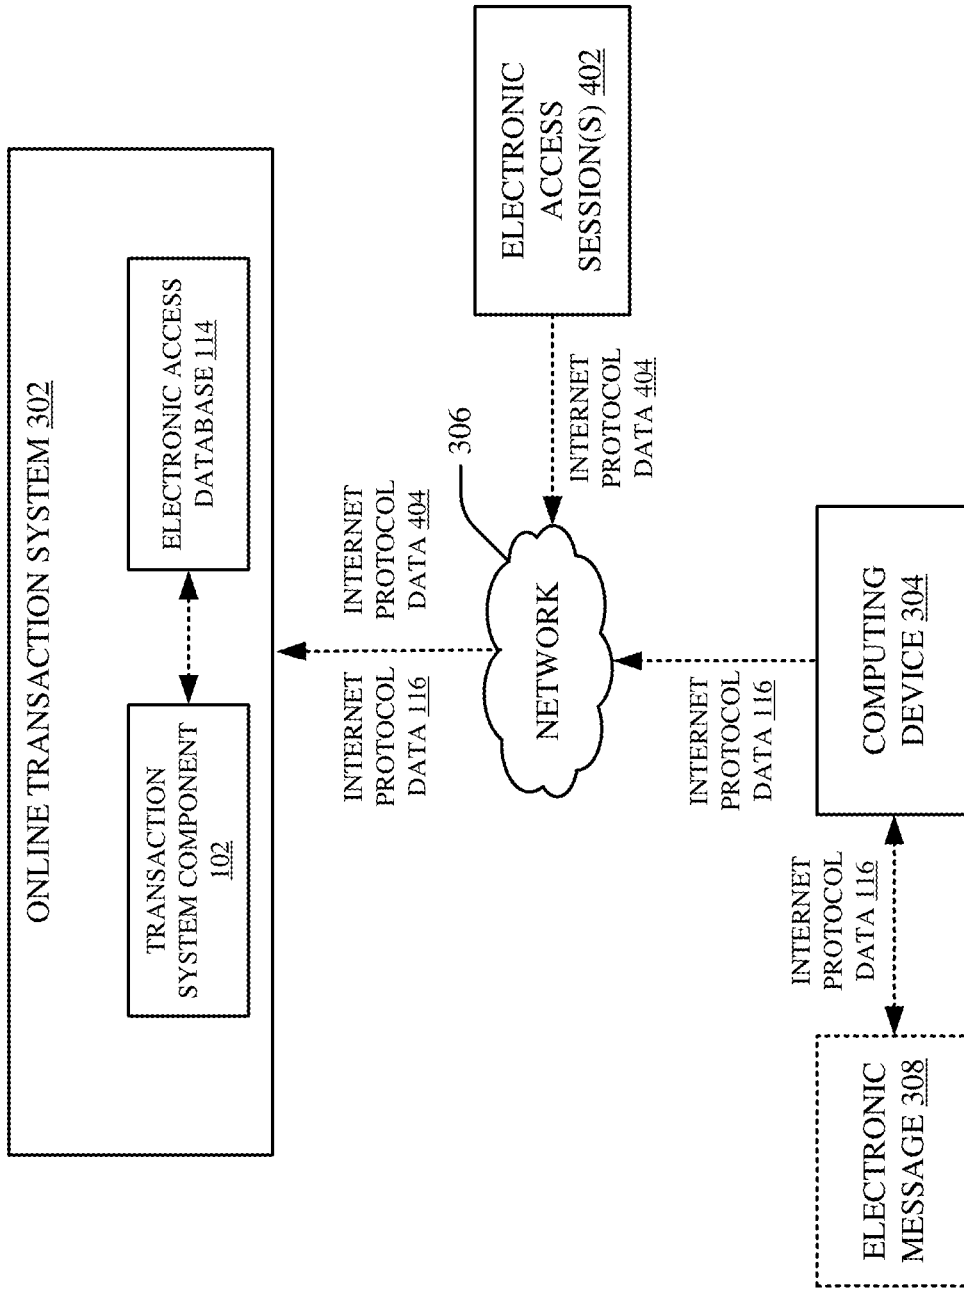 ONLINE TRANSACTION SYSTEM 302
TRANSACTION
SYSTEM COMPONENT
102
ELECTRONIC ACCESS
DATABASE 114
INTERNET
PROTOCOL
DATA 116
INTERNET
PROTOCOL
DATA 404
306
NETWORK
ELECTRONIC
ACCESS
SESSION(S) 402
INTERNET
PROTOCOL
DATA 404
INTERNET
PROTOCOL
DATA 116
INTERNET
PROTOCOL
DATA 116
ELECTRONIC
MESSAGE 308
COMPUTING
DEVICE 304